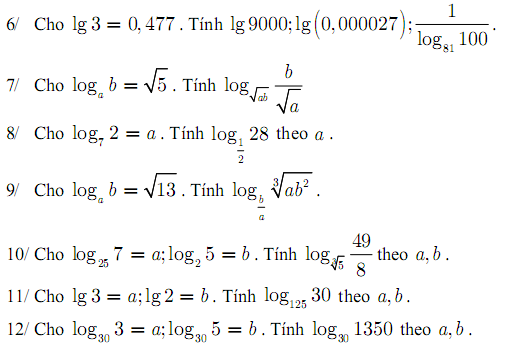 6/ Cho lg 3 = 0, 477 . Tính lg 9000; lg(0, 000027); 1/(log₈₁ 100) .
7/ Cho logₐ b = √5 . Tính log_{√(ab)} b/√a
8/ Cho log₇ 2 = a . Tính log_{1/2} 28 theo a .
9/ Cho logₐ b = √13 . Tính log_{b/a} ∛(ab²) .
10/ Cho log₂₅ 7 = a; log₂ 5 = b . Tính log_{∛5} 49/8 theo a, b .
11/ Cho lg 3 = a; lg 2 = b . Tính log₁₂₅ 30 theo a, b .
12/ Cho log₃₀ 3 = a; log₃₀ 5 = b . Tính log₃₀ 1350 theo a, b .